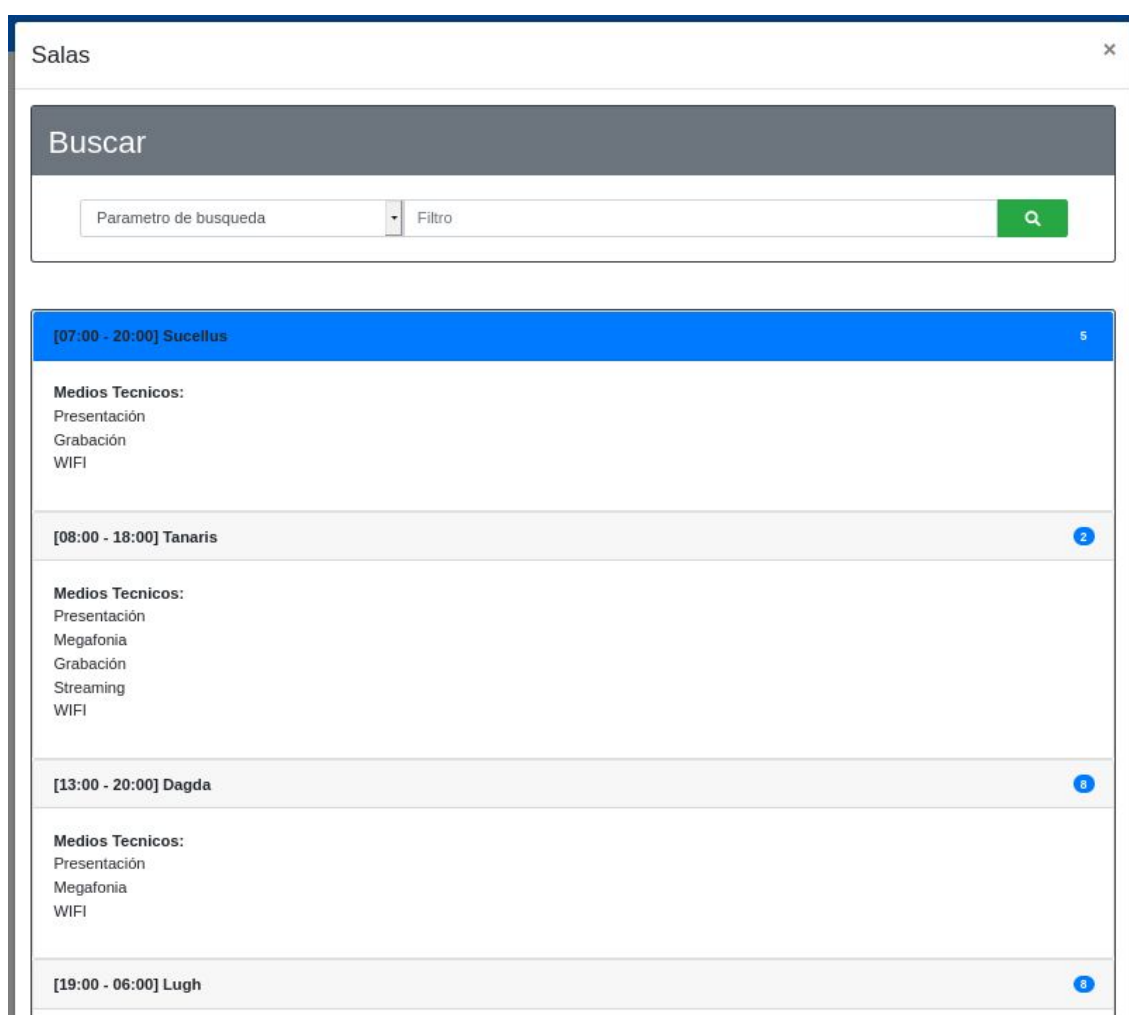 Salas
×
Buscar
Parametro de busqueda
Filtro
[07:00 - 20:00] Sucellus 5
Medios Tecnicos:
Presentación
Grabación
WIFI
[08:00 - 18:00] Tanaris 2
Medios Tecnicos:
Presentación
Megafonia
Grabación
Streaming
WIFI
[13:00 - 20:00] Dagda 8
Medios Tecnicos:
Presentación
Megafonia
WIFI
[19:00 - 06:00] Lugh 8